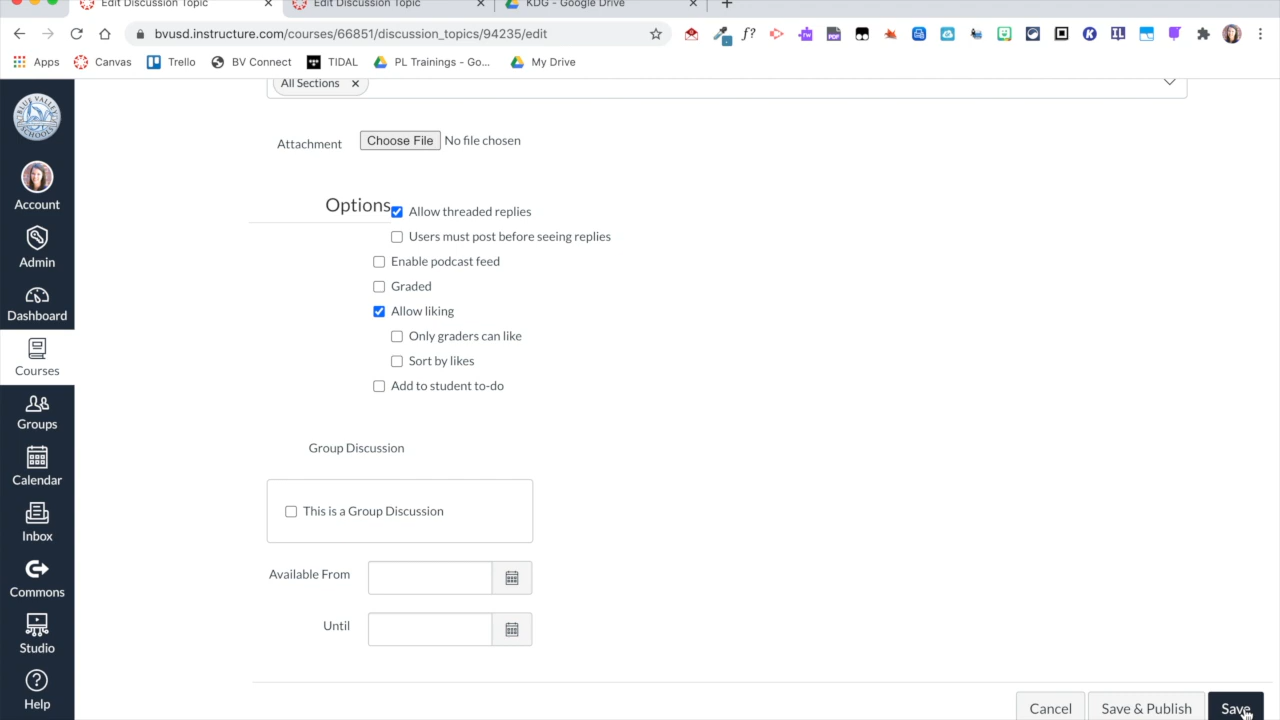 Edit Discussion Topic
Edit Discussion Topic
KDG - Google Drive
bvusd.instructure.com/courses/66851/discussion_topics/94235/edit
Apps
Canvas
Trello
BV Connect
TIDAL
PL Trainings - Go...
My Drive
Account
Admin
Dashboard
Courses
Groups
Calendar
Inbox
Commons
Studio
Help
All Sections
Attachment
Choose File
No file chosen
Options
Allow threaded replies
Users must post before seeing replies
Enable podcast feed
Graded
Allow liking
Only graders can like
Sort by likes
Add to student to-do
Group Discussion
This is a Group Discussion
Available From
Until
Cancel
Save & Publish
Save